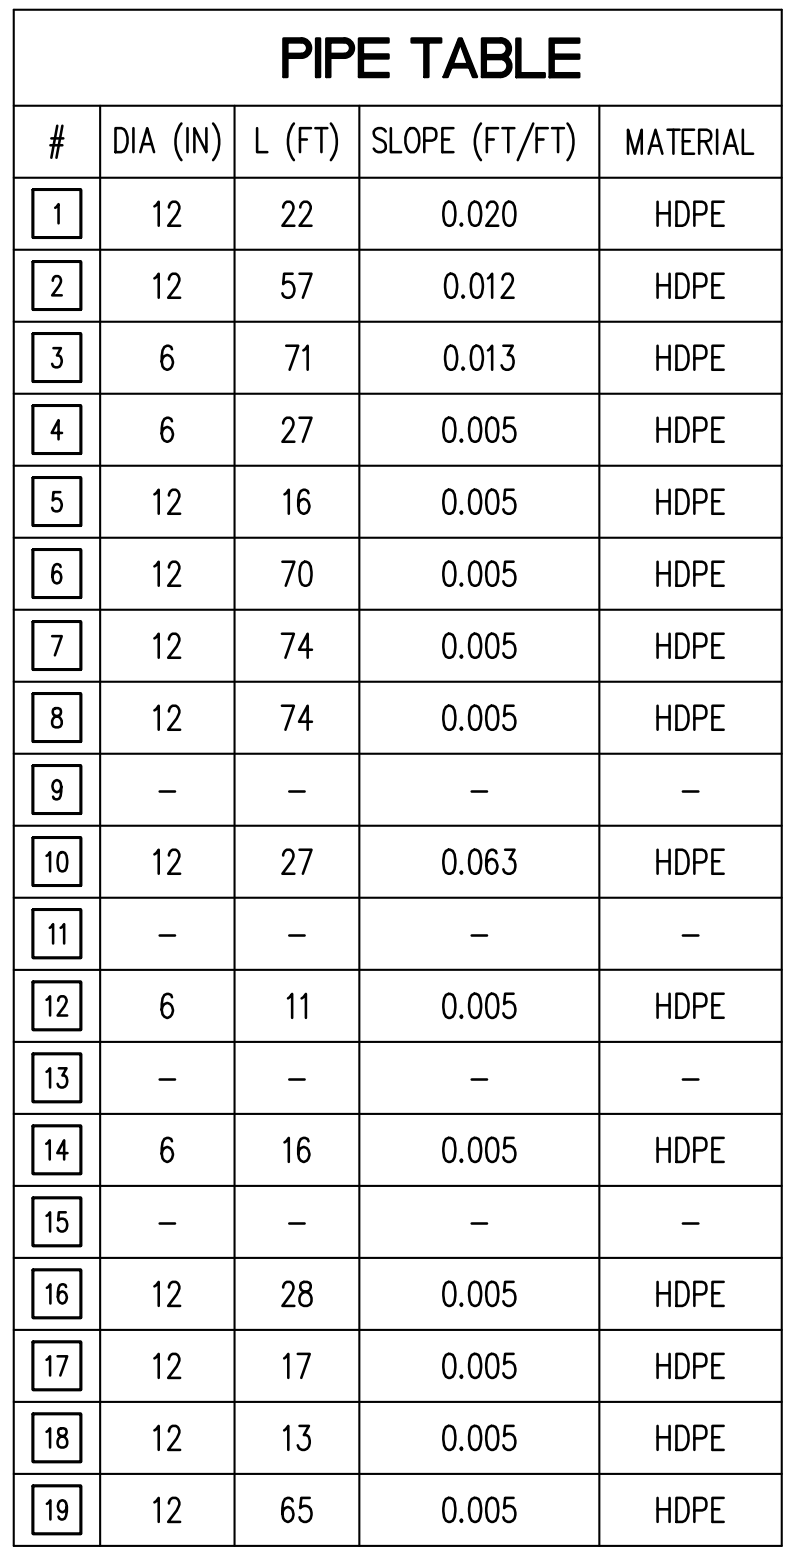 PIPE TABLE
# DIA (IN) L (FT) SLOPE (FT/FT) MATERIAL
1 12 22 0.020 HDPE
2 12 57 0.012 HDPE
3 6 71 0.013 HDPE
4 6 27 0.005 HDPE
5 12 16 0.005 HDPE
6 12 70 0.005 HDPE
7 12 74 0.005 HDPE
8 12 74 0.005 HDPE
9 - - - -
10 12 27 0.063 HDPE
11 - - - -
12 6 11 0.005 HDPE
13 - - - -
14 6 16 0.005 HDPE
15 - - - -
16 12 28 0.005 HDPE
17 12 17 0.005 HDPE
18 12 13 0.005 HDPE
19 12 65 0.005 HDPE